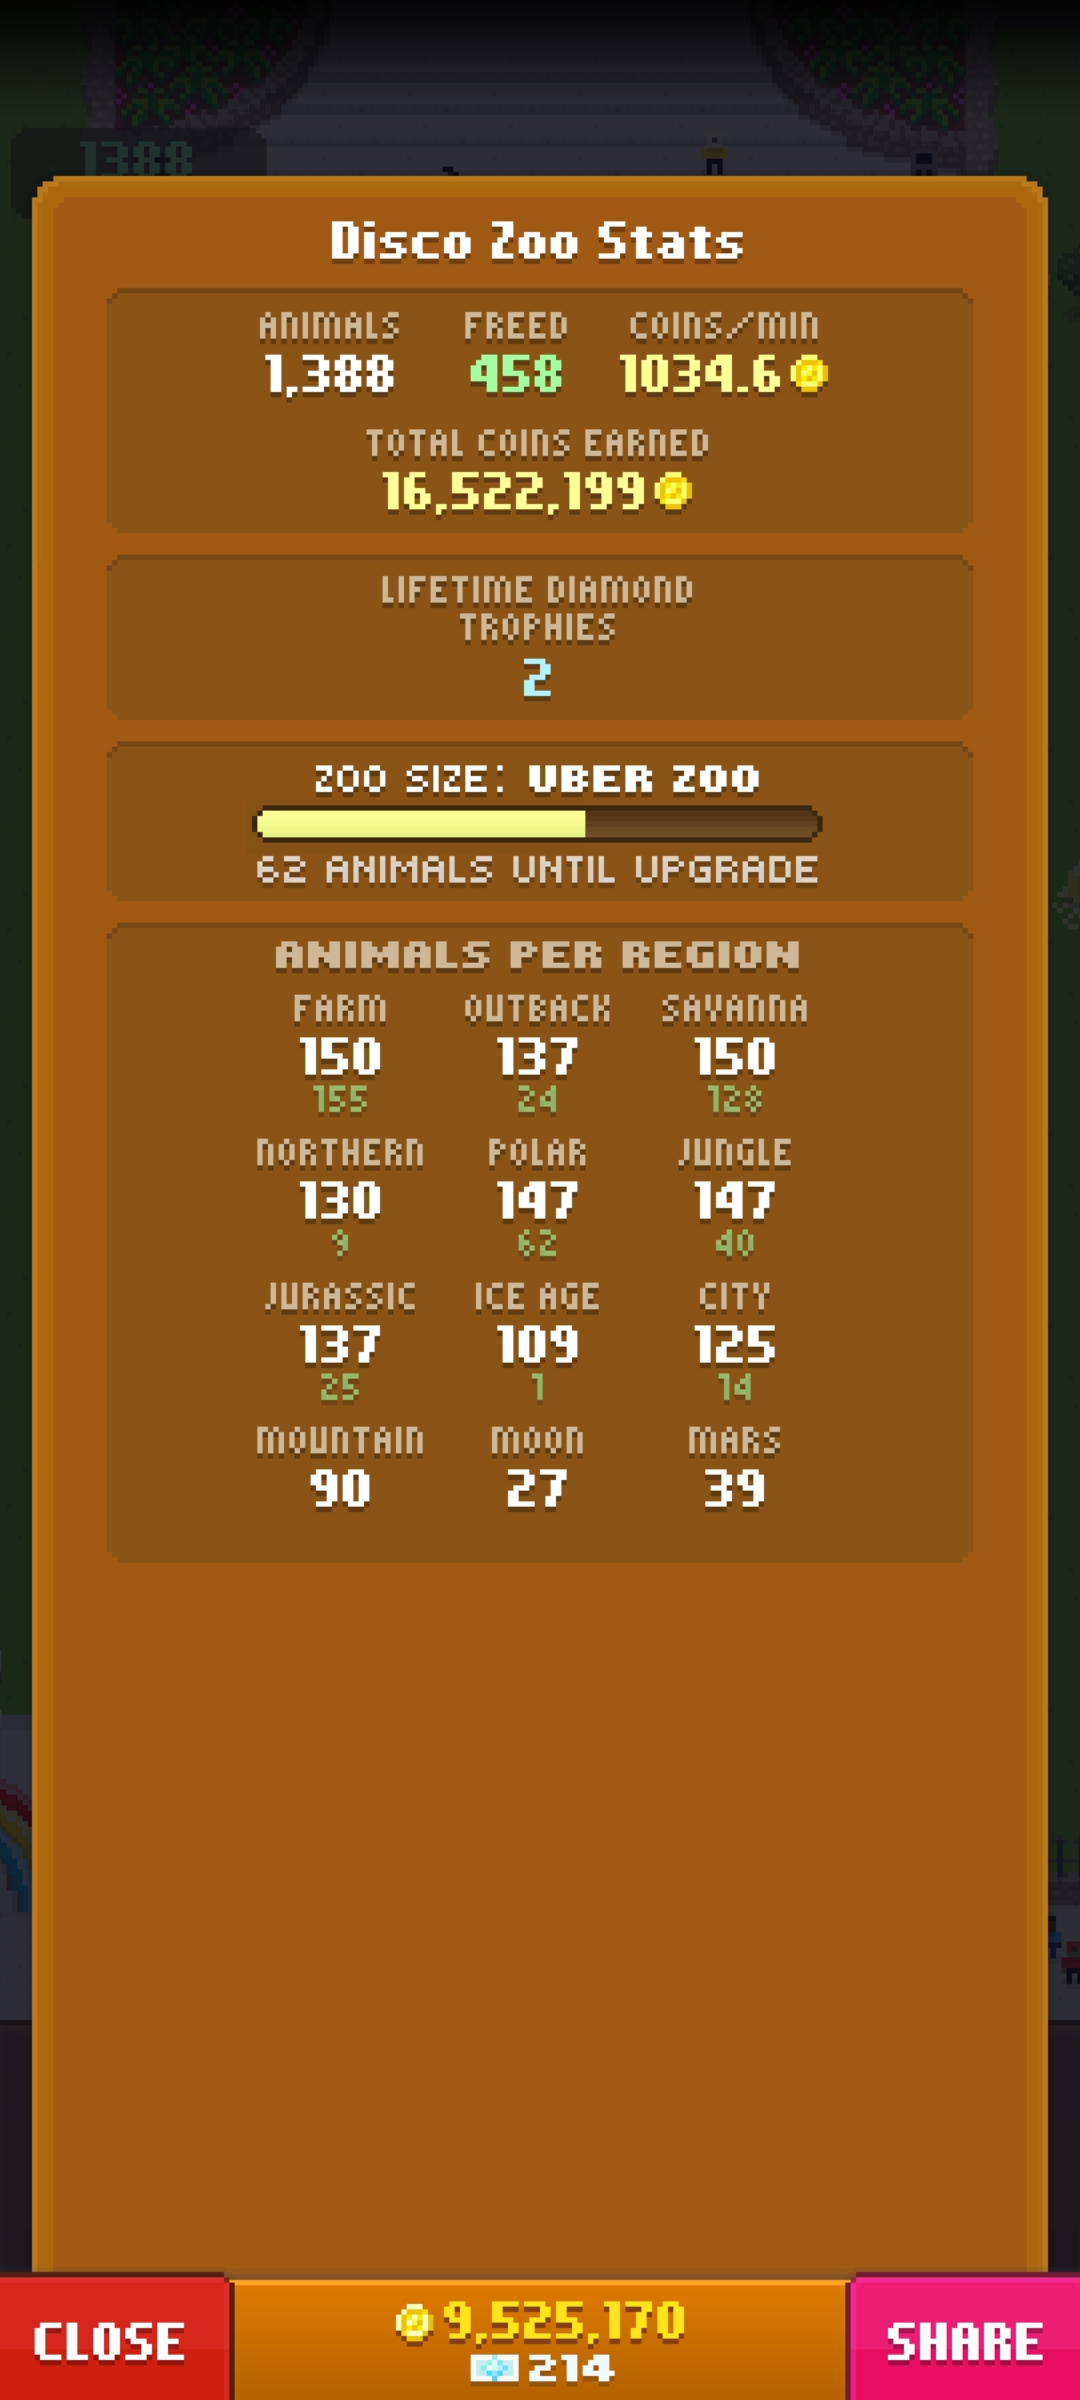 1388
Disco Zoo Stats
ANIMALS FREED COINS/MIN
1,388 458 1034.6
TOTAL COINS EARNED
16,522,199
LIFETIME DIAMOND
TROPHIES
2
ZOO SIZE: UBER ZOO
62 ANIMALS UNTIL UPGRADE
ANIMALS PER REGION
FARM OUTBACK SAVANNA
150 137 150
155 24 128
NORTHERN POLAR JUNGLE
130 147 147
9 62 40
JURASSIC ICE AGE CITY
137 109 125
25 1 14
MOUNTAIN MOON MARS
90 27 39
CLOSE 9,525,170 SHARE
214